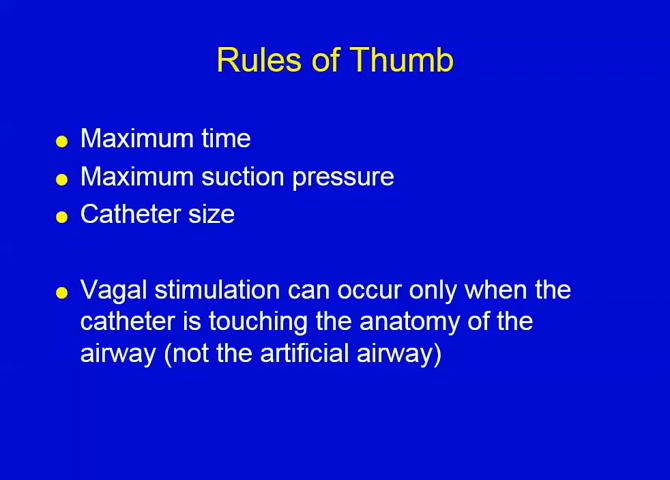 Rules of Thumb
Maximum time
Maximum suction pressure
Catheter size
Vagal stimulation can occur only when the
catheter is touching the anatomy of the
airway (not the artificial airway)